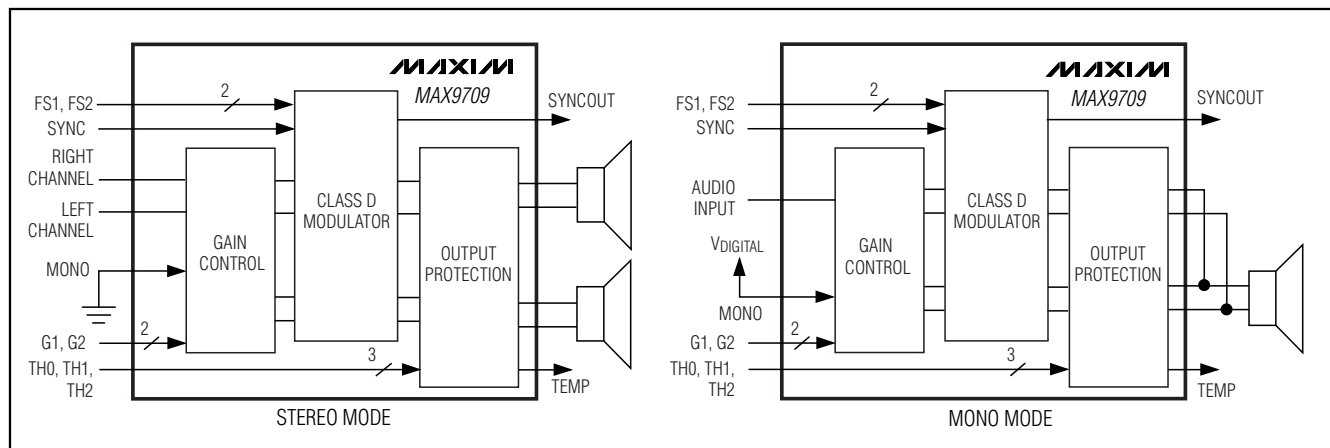 MAXIM
MAX9709
FS1, FS2
2
SYNC
SYNCOUT
RIGHT
CHANNEL
LEFT
CHANNEL
MONO
GAIN
CONTROL
CLASS D
MODULATOR
OUTPUT
PROTECTION
G1, G2
2
TH0, TH1,
TH2
3
TEMP
STEREO MODE
MAXIM
MAX9709
FS1, FS2
2
SYNC
SYNCOUT
AUDIO
INPUT
VDIGITAL
MONO
GAIN
CONTROL
CLASS D
MODULATOR
OUTPUT
PROTECTION
G1, G2
2
TH0, TH1,
TH2
3
TEMP
MONO MODE